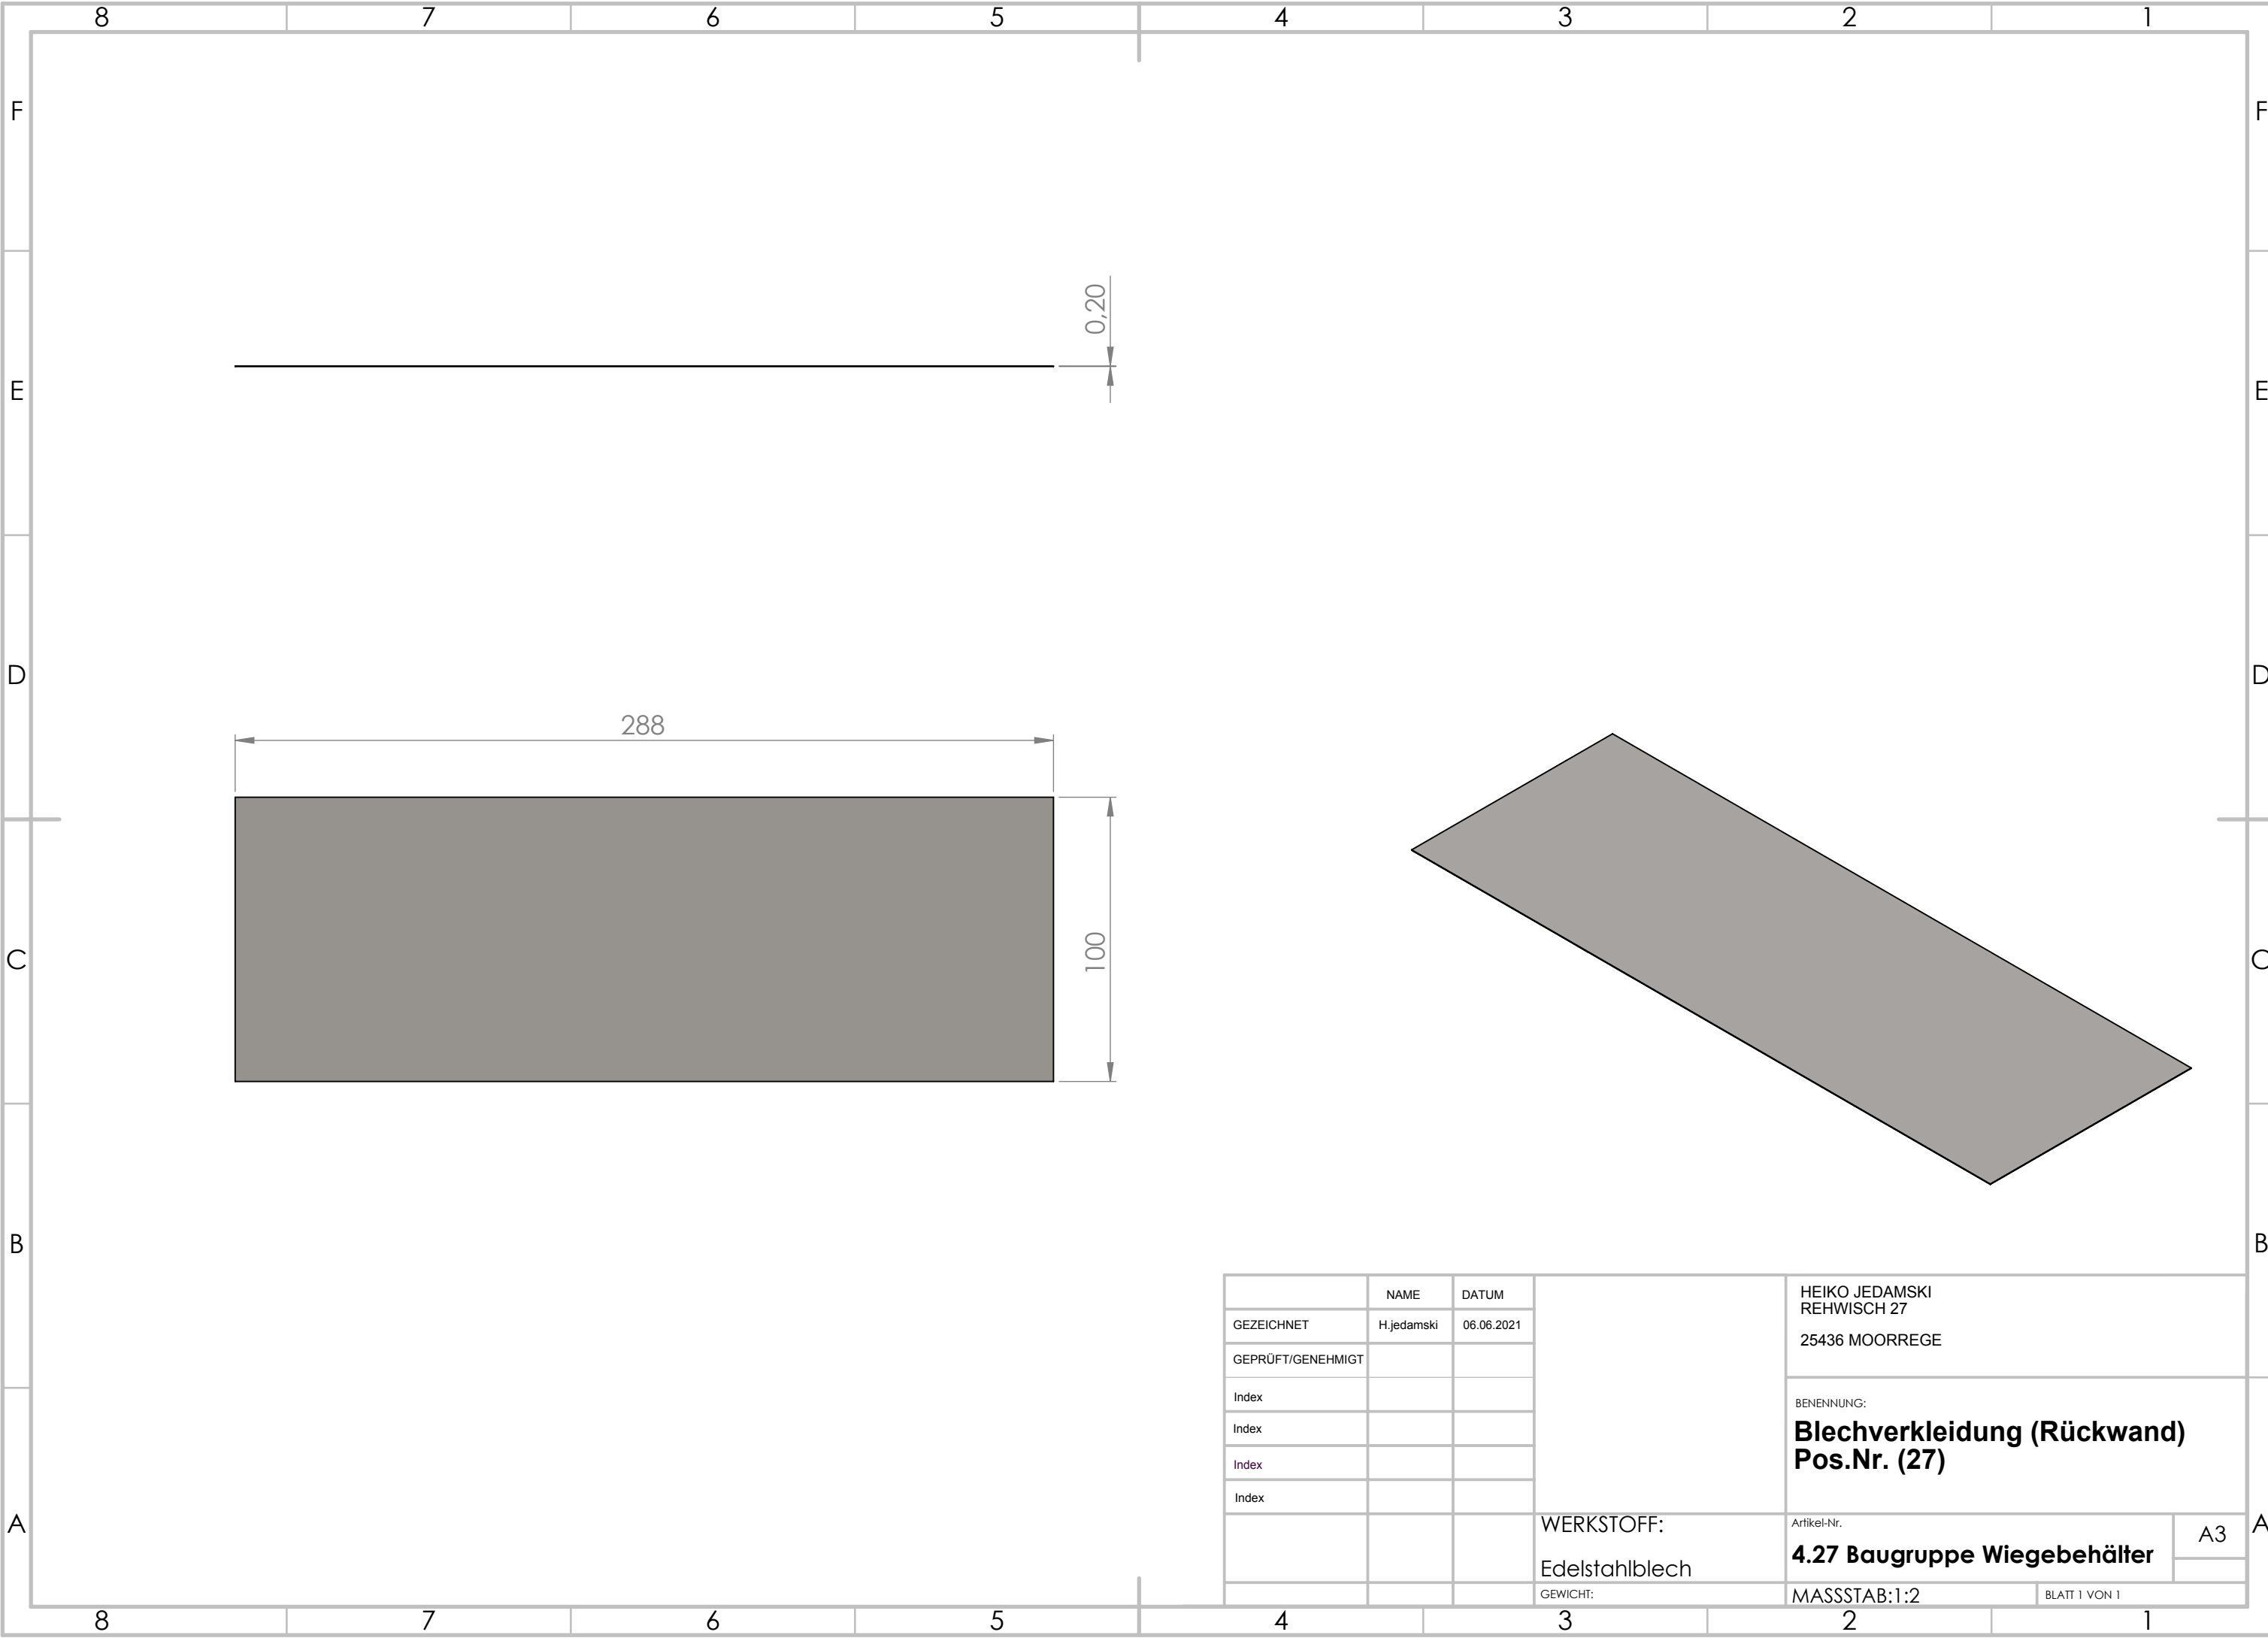 8 7 6 5 4 3 2 1
F F
0,20
E E
D D
288
100
C C
B B
NAME DATUM
GEZEICHNET H.jedamski 06.06.2021
GEPRÜFT/GENEHMIGT
Index
Index
Index
Index
HEIKO JEDAMSKI
REHWISCH 27
25436 MOORREGE
BENENNUNG:
Blechverkleidung (Rückwand)
Pos.Nr. (27)
WERKSTOFF:
Edelstahlblech
Artikel-Nr.
4.27 Baugruppe Wiegebehälter
A3
A A
GEWICHT:
MASSSTAB:1:2
BLATT 1 VON 1
8 7 6 5 4 3 2 1